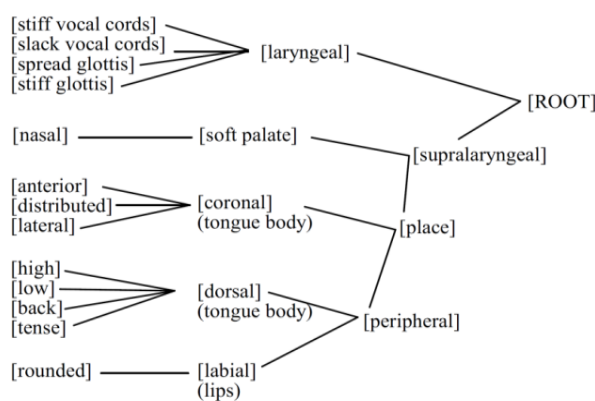 [stiff vocal cords]
[slack vocal cords]
[spread glottis]
[stiff glottis]
[laryngeal]
[ROOT]
[nasal]
[soft palate]
[supralaryngeal]
[anterior]
[distributed]
[lateral]
[coronal]
(tongue body)
[place]
[high]
[low]
[back]
[tense]
[dorsal]
(tongue body)
[peripheral]
[rounded]
[labial]
(lips)